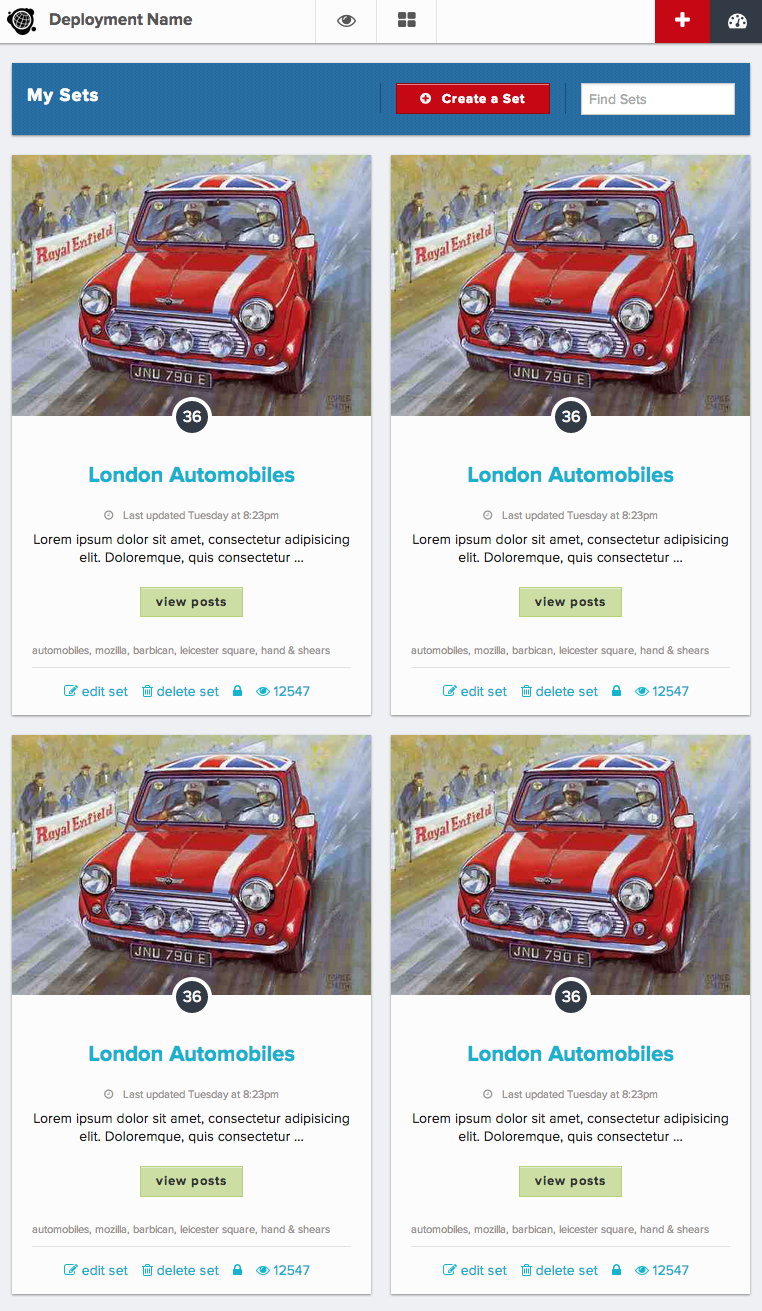 Deployment Name
My Sets
Create a Set
Find Sets
Royal Enfield
JNU 790 E
36
London Automobiles
Last updated Tuesday at 8:23pm
Lorem ipsum dolor sit amet, consectetur adipisicing
elit. Doloremque, quis consectetur ...
view posts
automobiles, mozilla, barbican, leicester square, hand & shears
edit set delete set 12547
Royal Enfield
JNU 790 E
36
London Automobiles
Last updated Tuesday at 8:23pm
Lorem ipsum dolor sit amet, consectetur adipisicing
elit. Doloremque, quis consectetur ...
view posts
automobiles, mozilla, barbican, leicester square, hand & shears
edit set delete set 12547
Royal Enfield
JNU 790 E
36
London Automobiles
Last updated Tuesday at 8:23pm
Lorem ipsum dolor sit amet, consectetur adipisicing
elit. Doloremque, quis consectetur ...
view posts
automobiles, mozilla, barbican, leicester square, hand & shears
edit set delete set 12547
Royal Enfield
JNU 790 E
36
London Automobiles
Last updated Tuesday at 8:23pm
Lorem ipsum dolor sit amet, consectetur adipisicing
elit. Doloremque, quis consectetur ...
view posts
automobiles, mozilla, barbican, leicester square, hand & shears
edit set delete set 12547